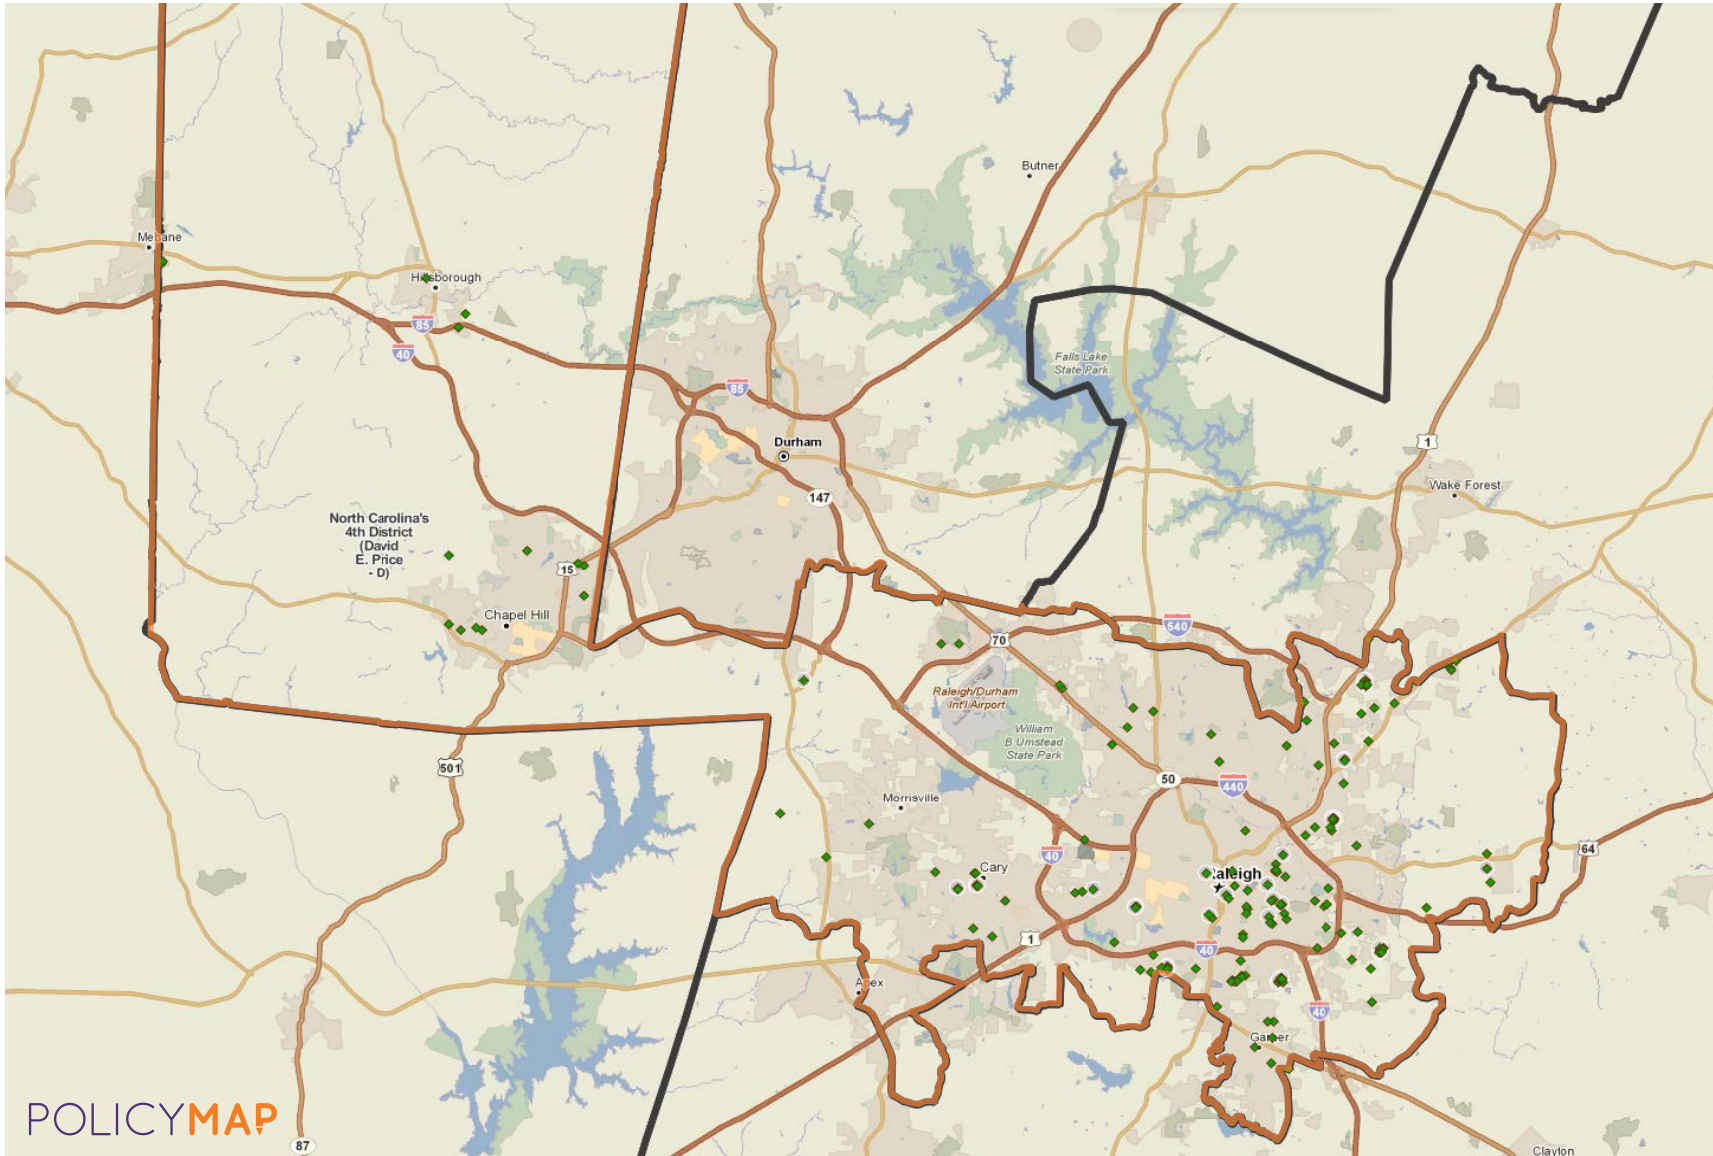 Butner
Mebane
Hillsborough
85
40
Falls Lake
State Park
85
Durham
1
147
Wake Forest
North Carolina's
4th District
(David
E. Price
- D)
15
Chapel Hill
540
70
Raleigh/Durham
Int'l Airport
William
B Umstead
State Park
501
50
440
Morrisville
64
40
Cary
Raleigh
1
40
Apex
40
Garner
POLICYMAP
87
Clayton